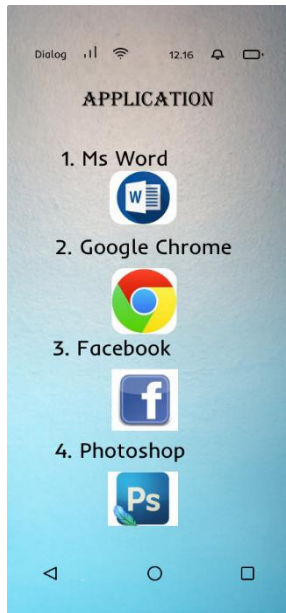 Dialog 12.16
APPLICATION
1. Ms Word
W
2. Google Chrome
3. Facebook
f
4. Photoshop
Ps